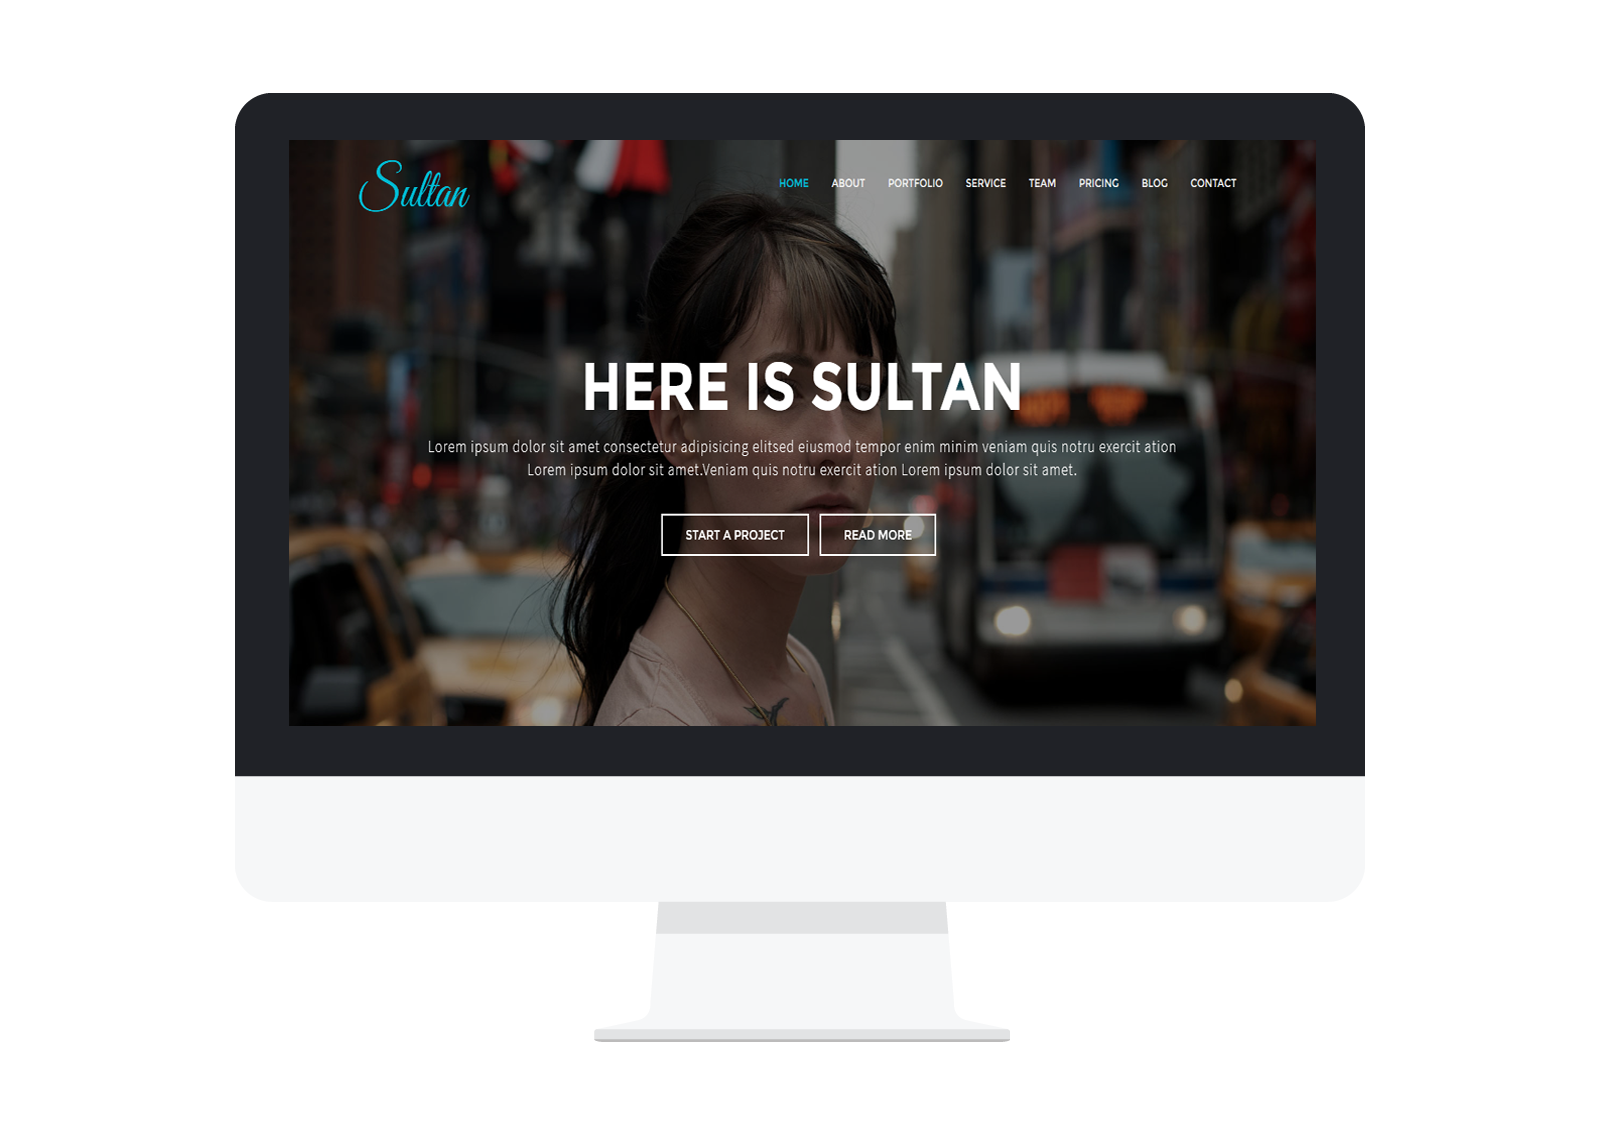 Sultan
HOME ABOUT PORTFOLIO SERVICE TEAM PRICING BLOG CONTACT
HERE IS SULTAN
Lorem ipsum dolor sit amet consectetur adipisicing elitsed eiusmod tempor enim minim veniam quis notru exercit ation
Lorem ipsum dolor sit amet.Veniam quis notru exercit ation Lorem ipsum dolor sit amet.
START A PROJECT READ MORE